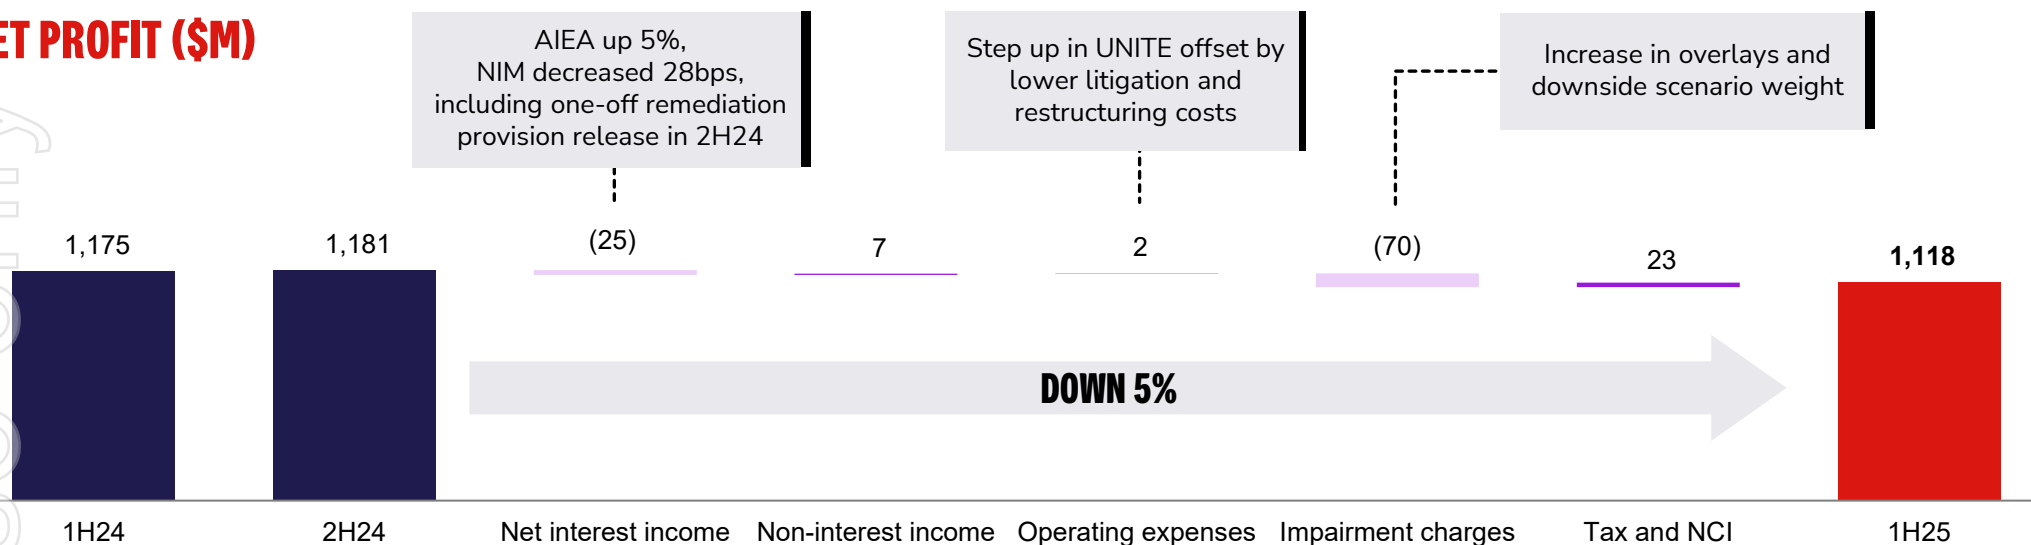 ET PROFIT ($M)
AIEA up 5%,
NIM decreased 28bps,
including one-off remediation
provision release in 2H24
Step up in UNITE offset by
lower litigation and
restructuring costs
Increase in overlays and
downside scenario weight
1,175
1,181
(25)
7
2
(70)
23
1,118
DOWN 5%
1H24
2H24
Net interest income
Non-interest income
Operating expenses
Impairment charges
Tax and NCI
1H25